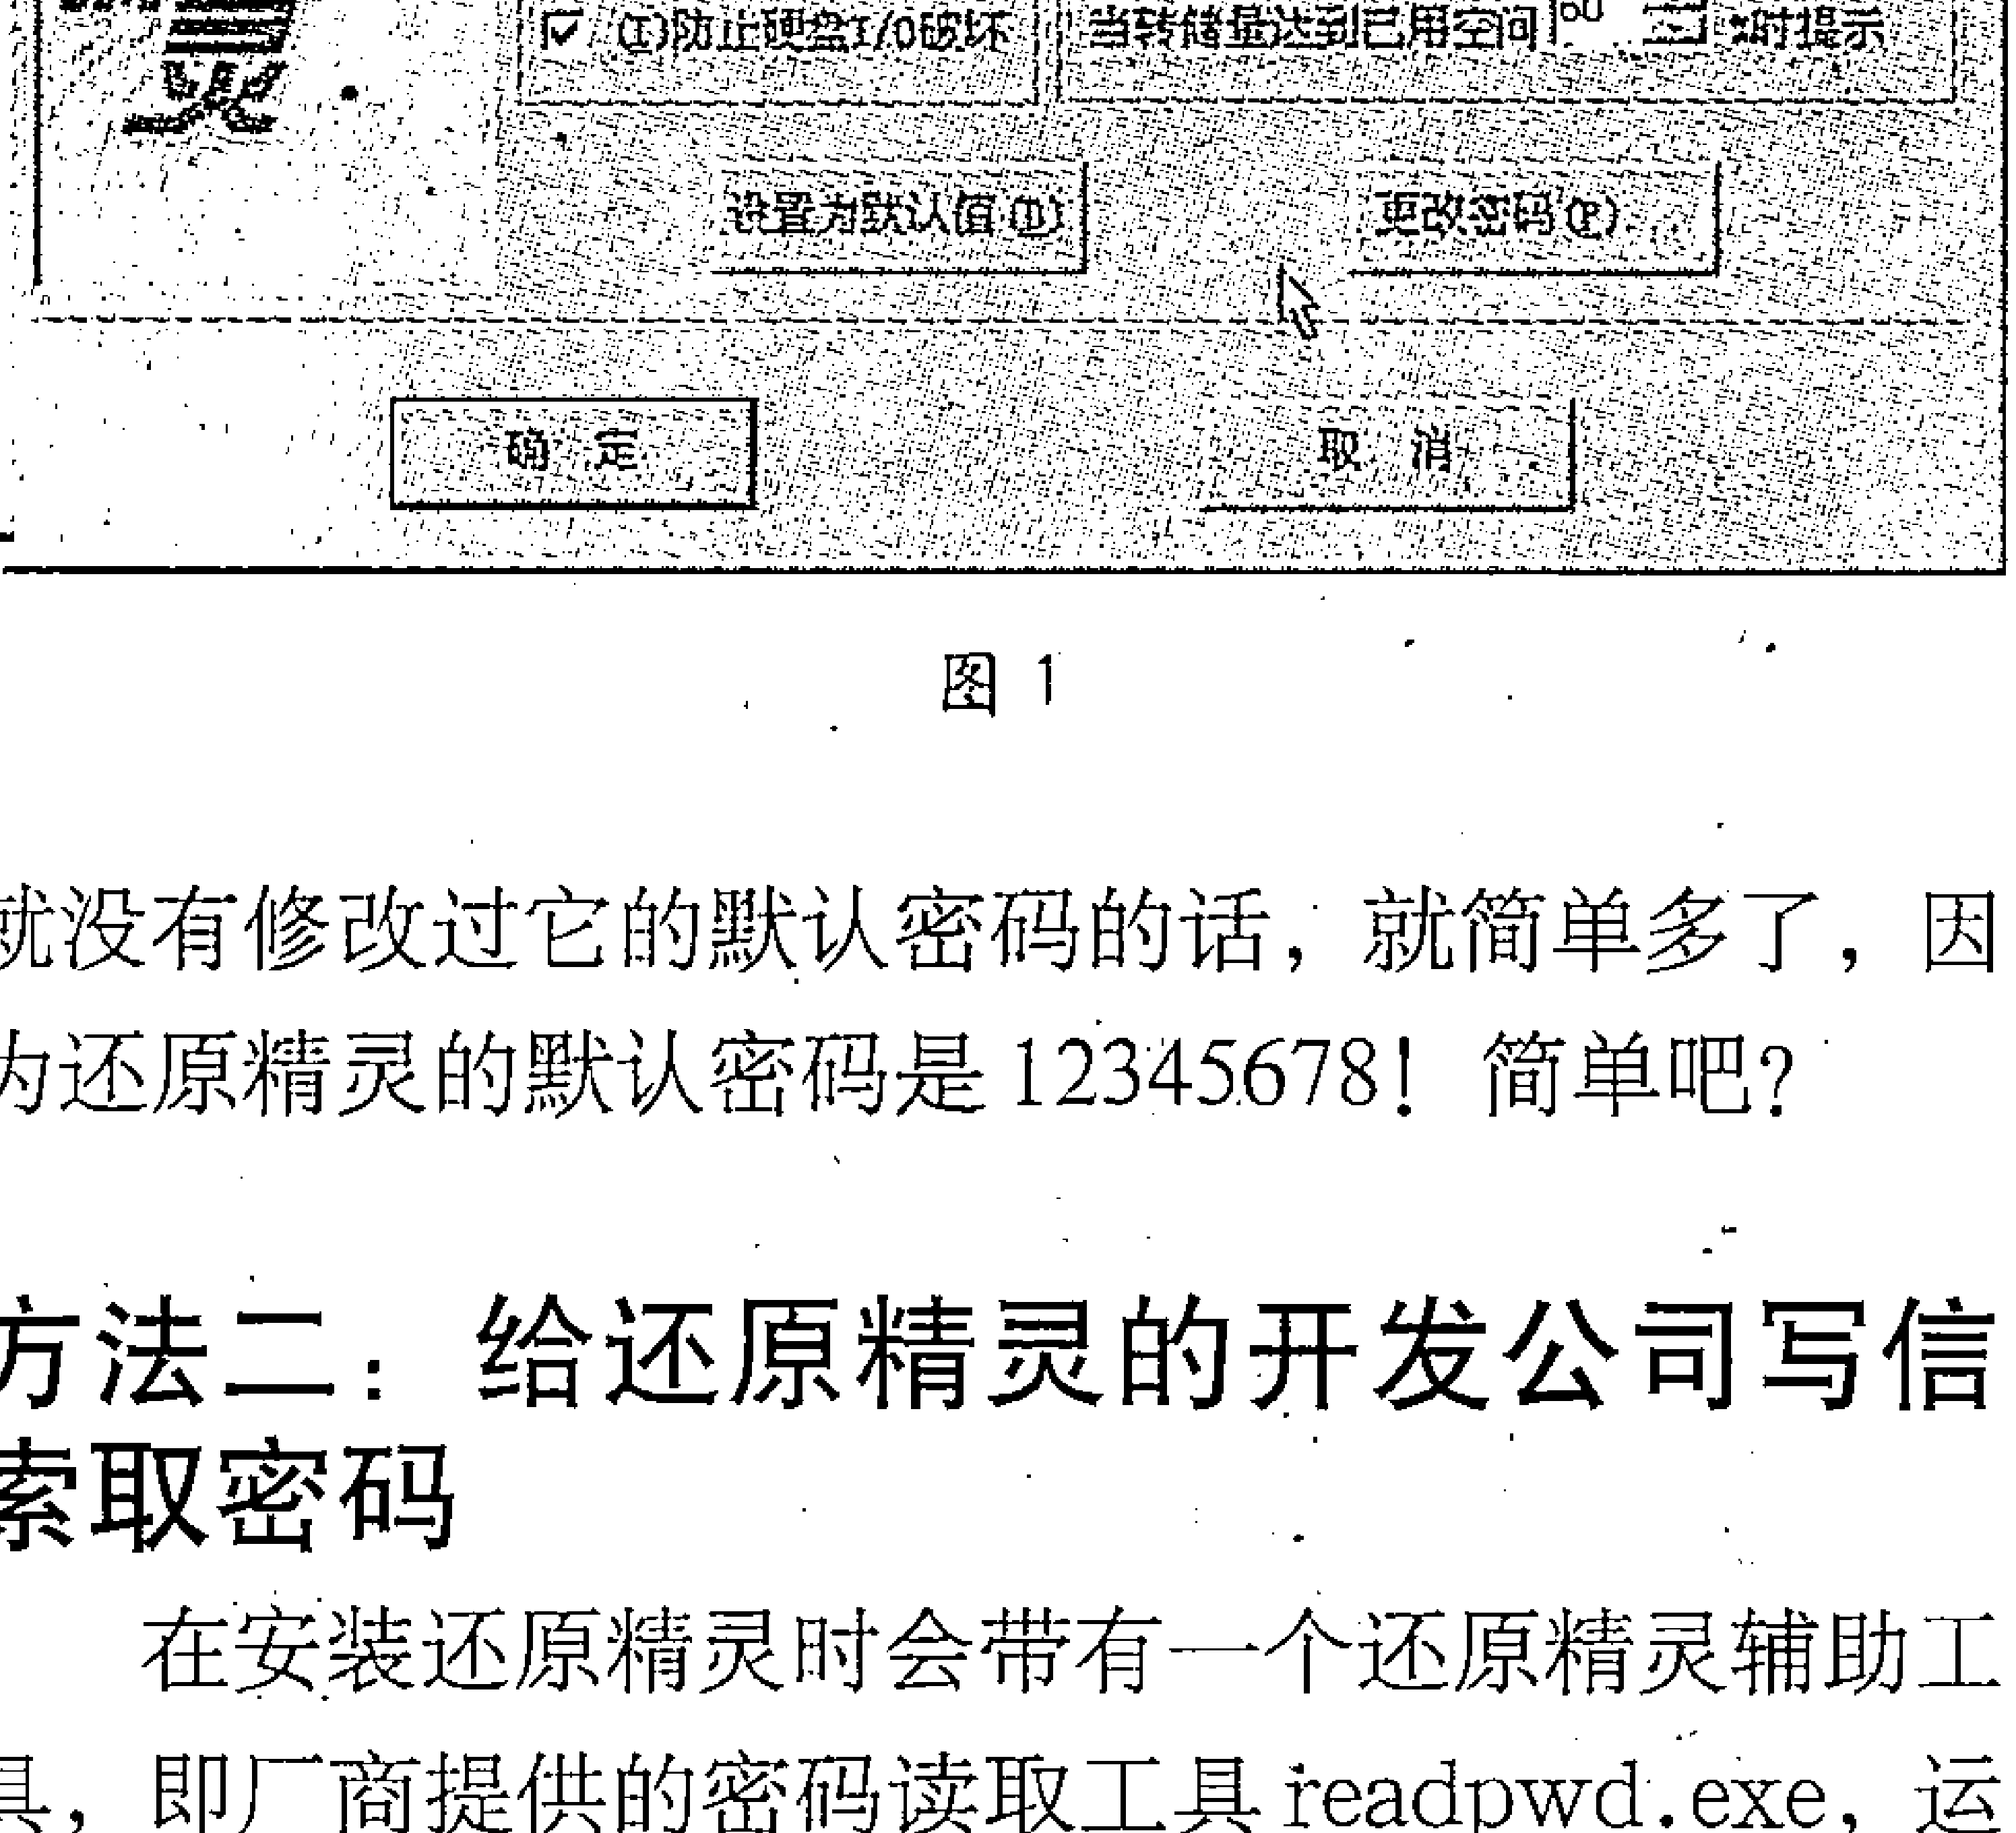 (I)防止硬盘I/O破坏
当转储量达到已用空间 %时提示
设置为默认值(D) 更改密码(P)
确 定 取 消
图 1
就没有修改过它的默认密码的话，就简单多了，因
为还原精灵的默认密码是12345678！简单吧？
方法二：给还原精灵的开发公司写信
索取密码
在安装还原精灵时会带有一个还原精灵辅助工
具，即厂商提供的密码读取工具readpwd.exe，运